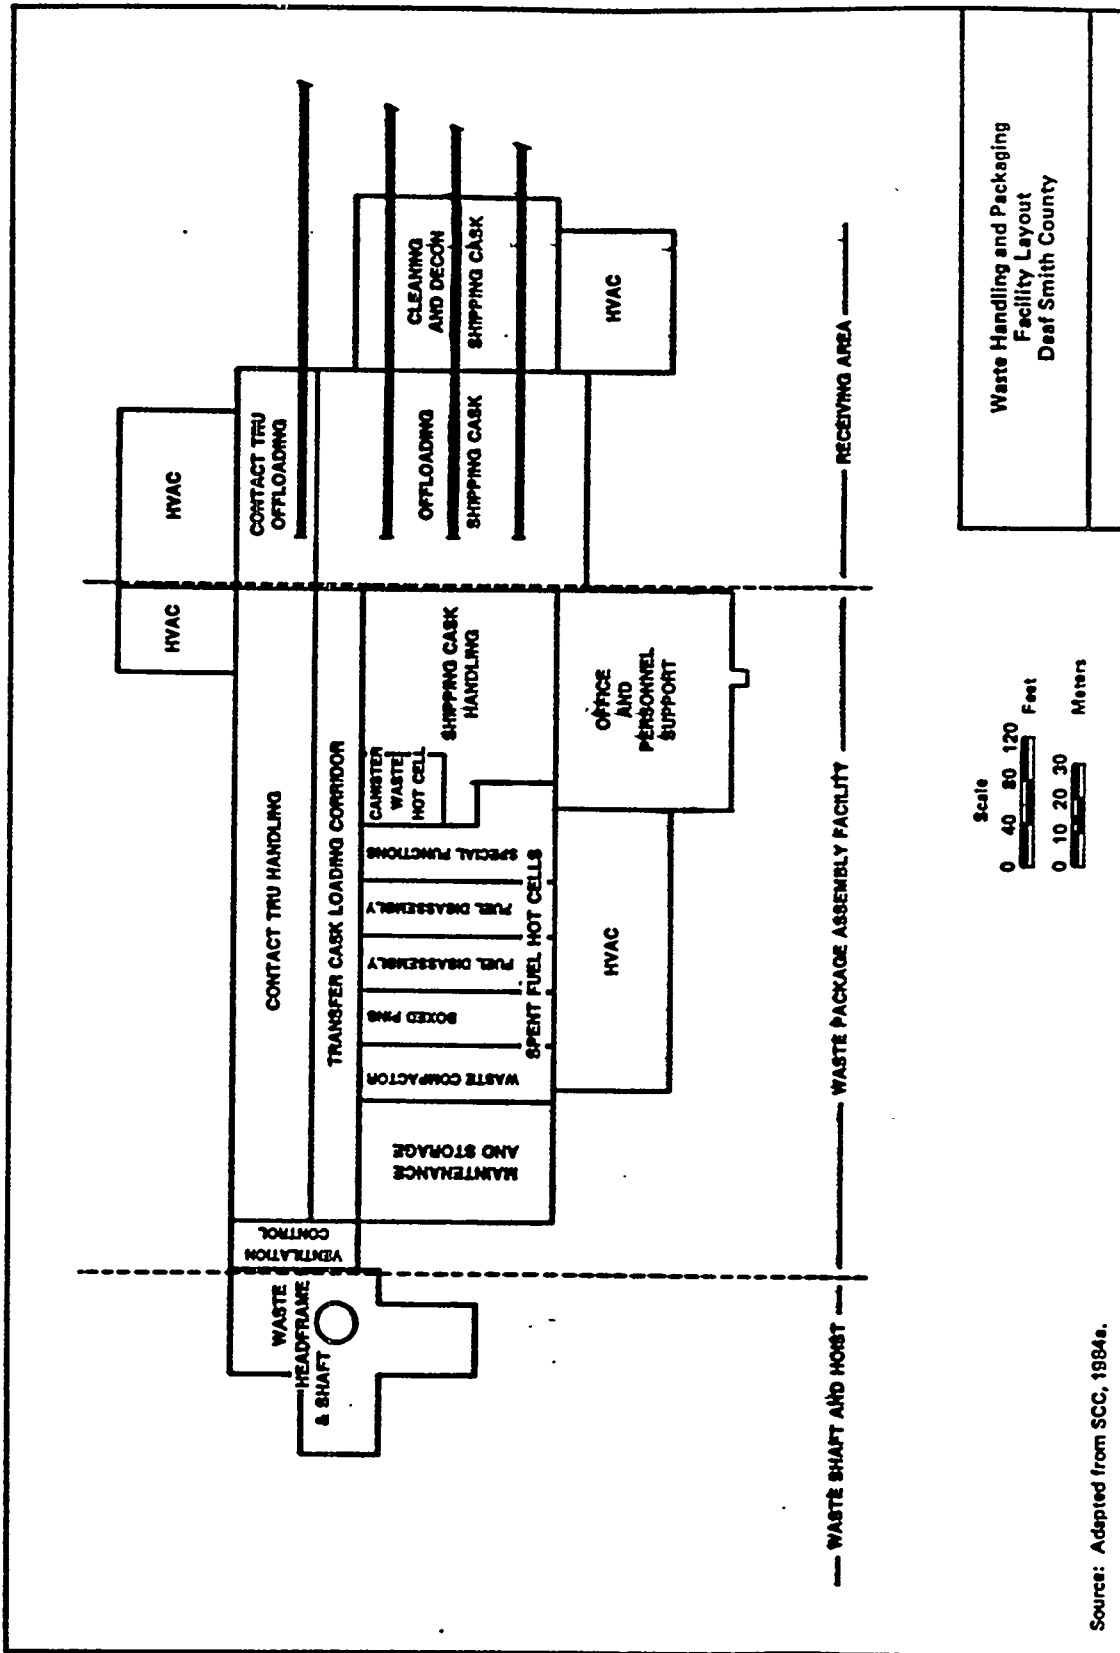 HVAC
HVAC
CONTACT TRU
OFFLOADING
CONTACT TRU HANDLING
TRANSFER CASK LOADING CORRIDOR
VENTILATION
CONTROL
WASTE
HEADFRAME
& SHAFT
MAINTENANCE
AND STORAGE
WASTE COMPACTOR
BOXED PINS
FUEL DISASSEMBLY
FUEL DISASSEMBLY
SPECIAL FUNCTIONS
SPENT FUEL HOT CELLS
CANISTER
WASTE
HOT CELL
SHIPPING CASK
HANDLING
OFFLOADING
SHIPPING CASK
CLEANING
AND DECON
SHIPPING CASK
HVAC
OFFICE
AND
PERSONNEL
SUPPORT
HVAC
WASTE SHAFT AND HOIST
WASTE PACKAGE ASSEMBLY FACILITY
RECEIVING AREA
Scale
0 40 80 120
Feet
0 10 20 30
Meters
Waste Handling and Packaging
Facility Layout
Deaf Smith County
Source: Adapted from SCC, 1984a.